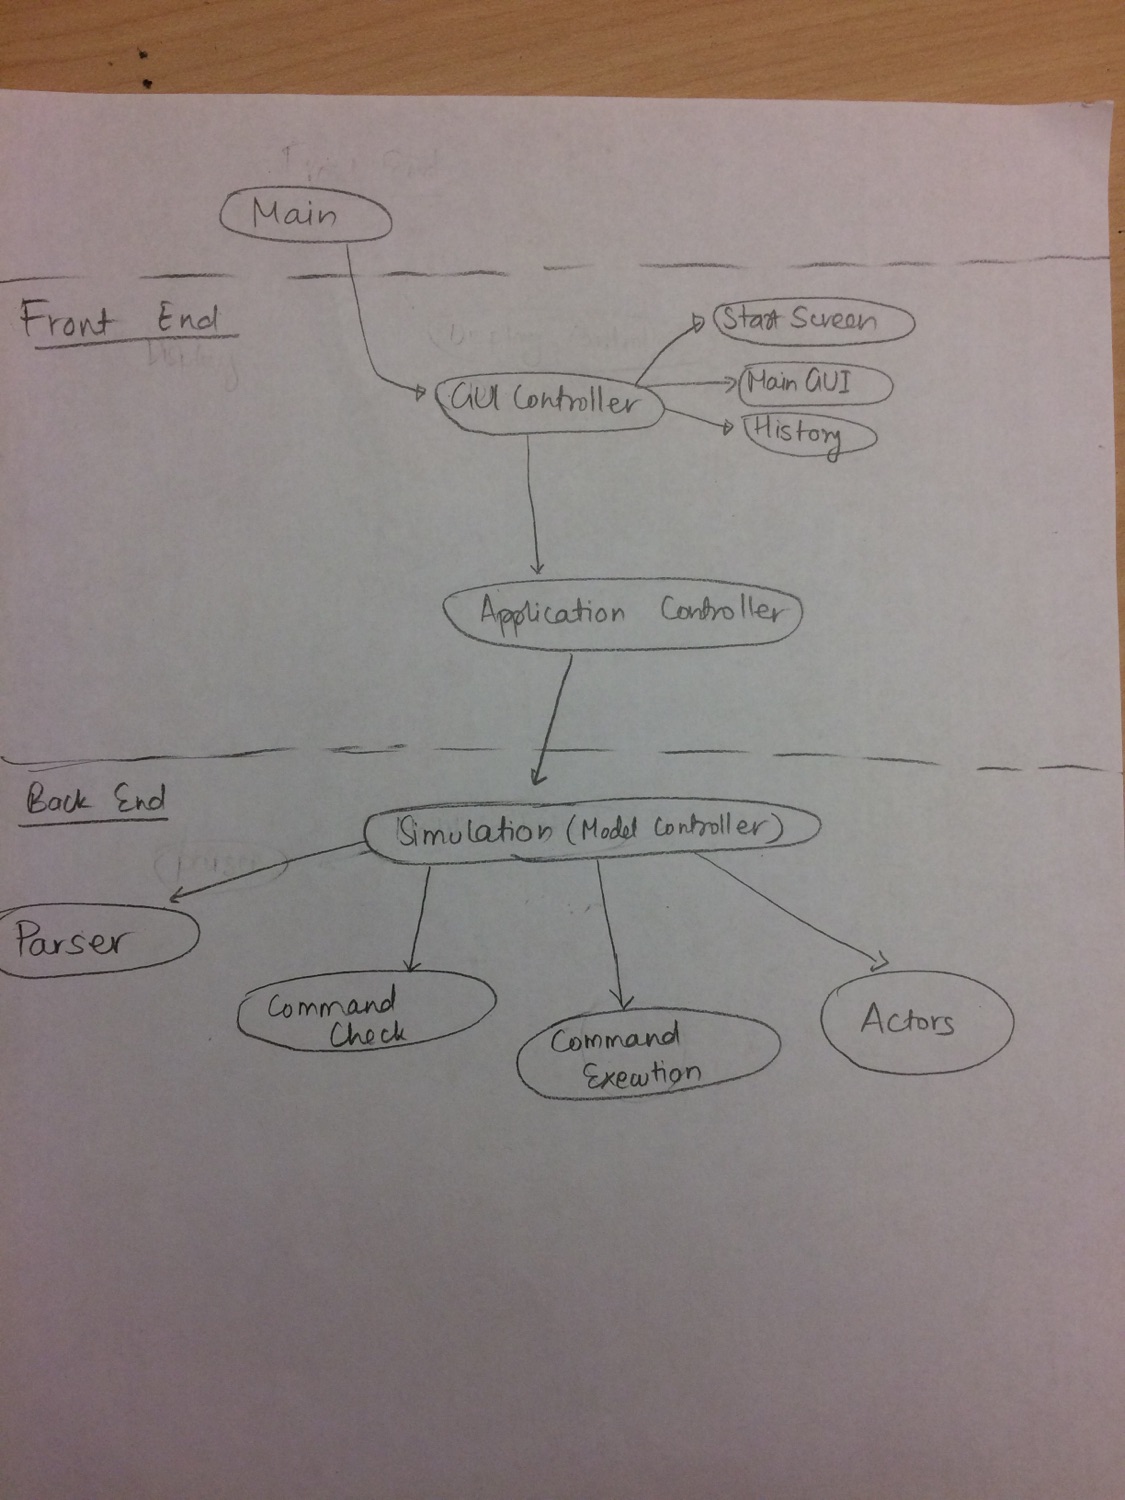 Main
Front End
Start Screen
Main GUI
GUI Controller
History
Application Controller
Back End
Simulation (Model Controller)
Parser
Command
Check
Command
Execution
Actors